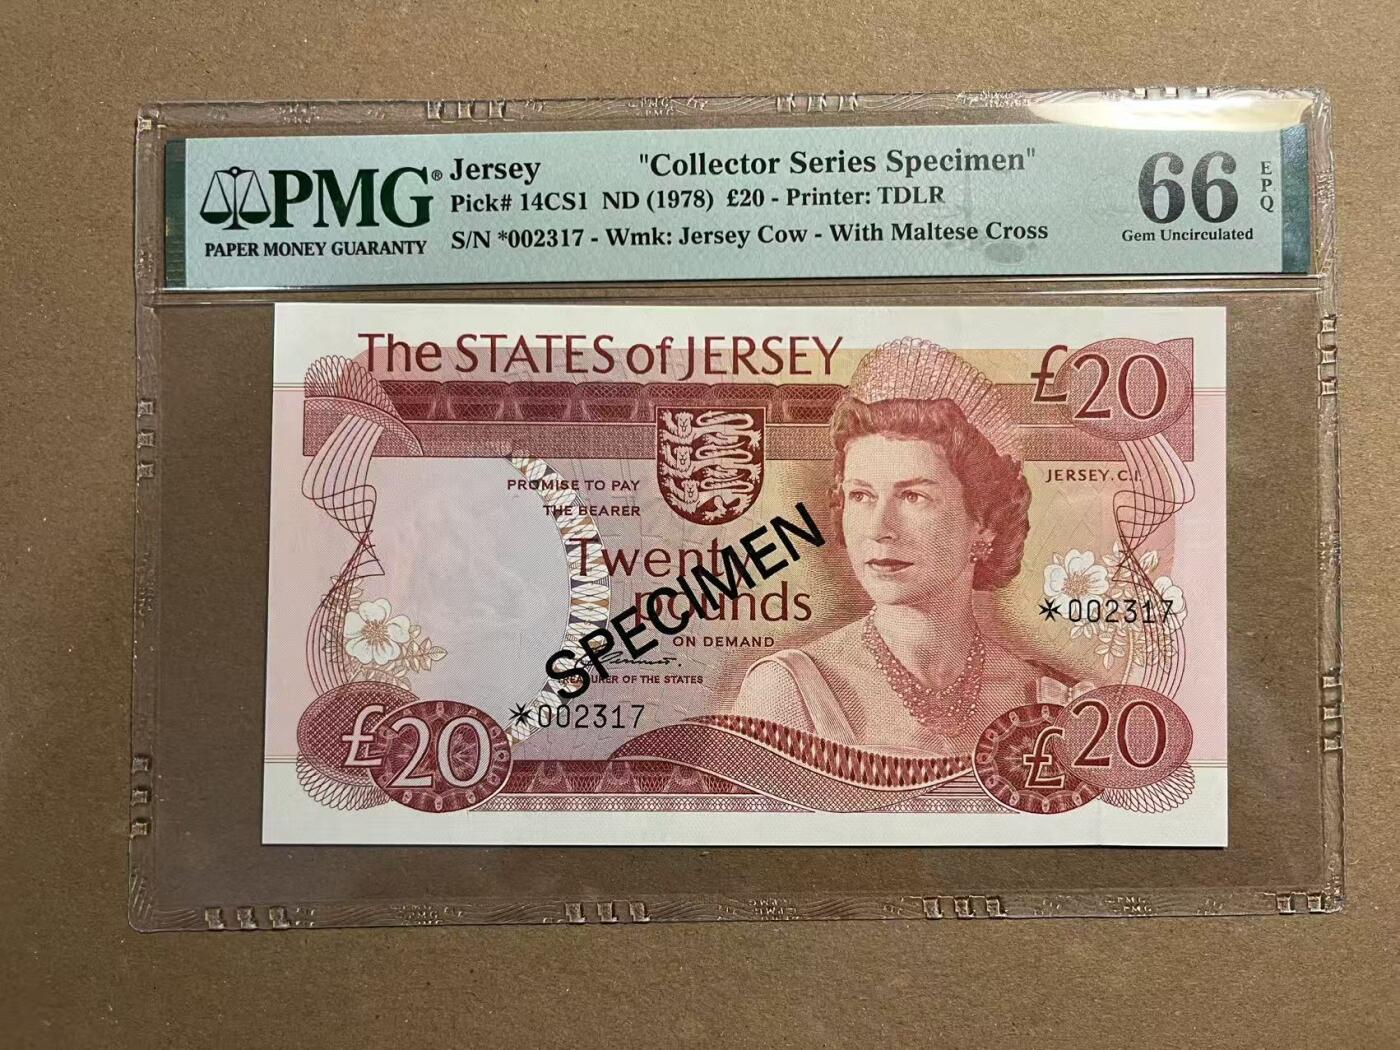 PMG®
PAPER MONEY GUARANTY
Jersey "Collector Series Specimen"
Pick# 14CS1 ND (1978) £20 - Printer: TDLR
S/N *002317 - Wmk: Jersey Cow - With Maltese Cross
66
EPQ
Gem Uncirculated
The STATES of JERSEY
£20
JERSEY. C.I.
PROMISE TO PAY
THE BEARER
Twenty
pounds
ON DEMAND
SPECIMEN
TREASURER OF THE STATES
✠002317
✠002317
£20
£
£20